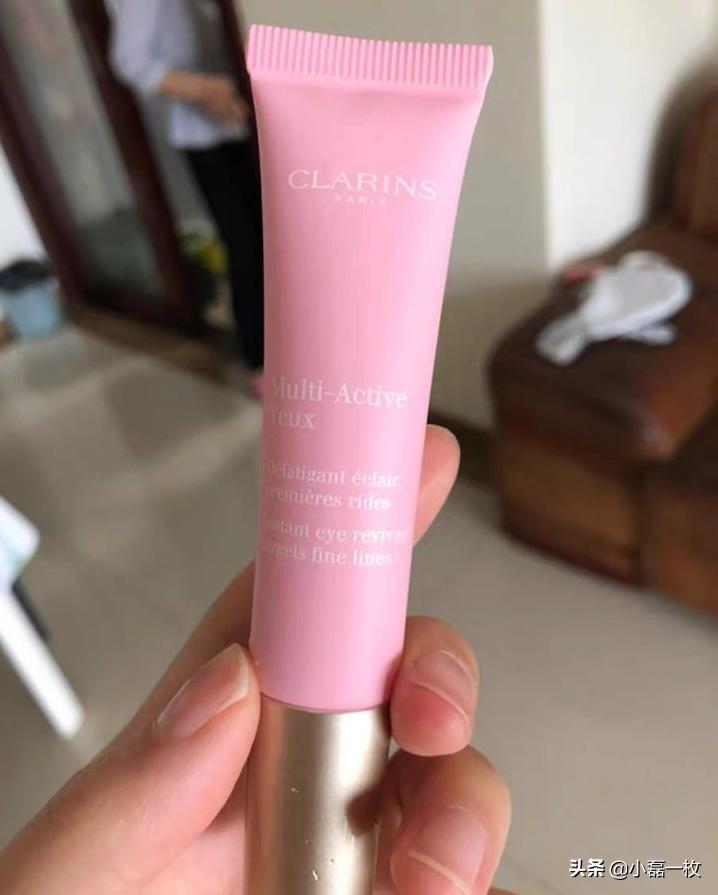 CLARINS
PARIS
Multi-Active
Yeux
Défatigant éclair,
premières rides
instant eye reviver
targets fine lines
头条 @小磊一枚